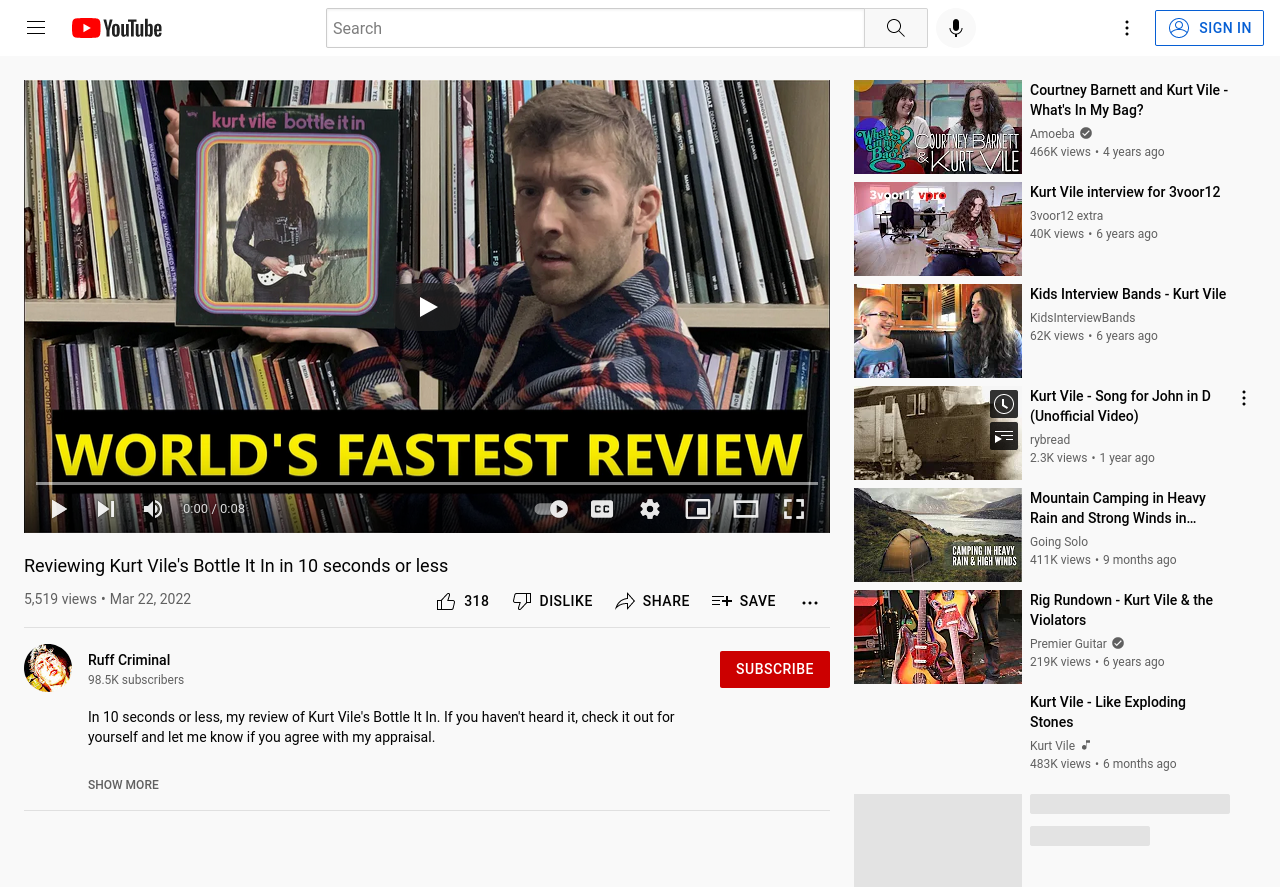 YouTube
Search
SIGN IN
kurt vile bottle it in
WORLD'S FASTEST REVIEW
0:00 / 0:08
CC
Reviewing Kurt Vile's Bottle It In in 10 seconds or less
5,519 views • Mar 22, 2022
318
DISLIKE
SHARE
SAVE
Ruff Criminal
98.5K subscribers
SUBSCRIBE
In 10 seconds or less, my review of Kurt Vile's Bottle It In. If you haven't heard it, check it out for
yourself and let me know if you agree with my appraisal.
SHOW MORE
What's in my Bag?
COURTNEY BARNETT
& KURT VILE
Courtney Barnett and Kurt Vile -
What's In My Bag?
Amoeba
466K views • 4 years ago
3voor12 vpro
Kurt Vile interview for 3voor12
3voor12 extra
40K views • 6 years ago
Kids Interview Bands - Kurt Vile
KidsInterviewBands
62K views • 6 years ago
Kurt Vile - Song for John in D
(Unofficial Video)
rybread
2.3K views • 1 year ago
CAMPING IN HEAVY
RAIN & HIGH WINDS
Mountain Camping in Heavy
Rain and Strong Winds in…
Going Solo
411K views • 9 months ago
Rig Rundown - Kurt Vile & the
Violators
Premier Guitar
219K views • 6 years ago
Kurt Vile - Like Exploding
Stones
Kurt Vile
483K views • 6 months ago